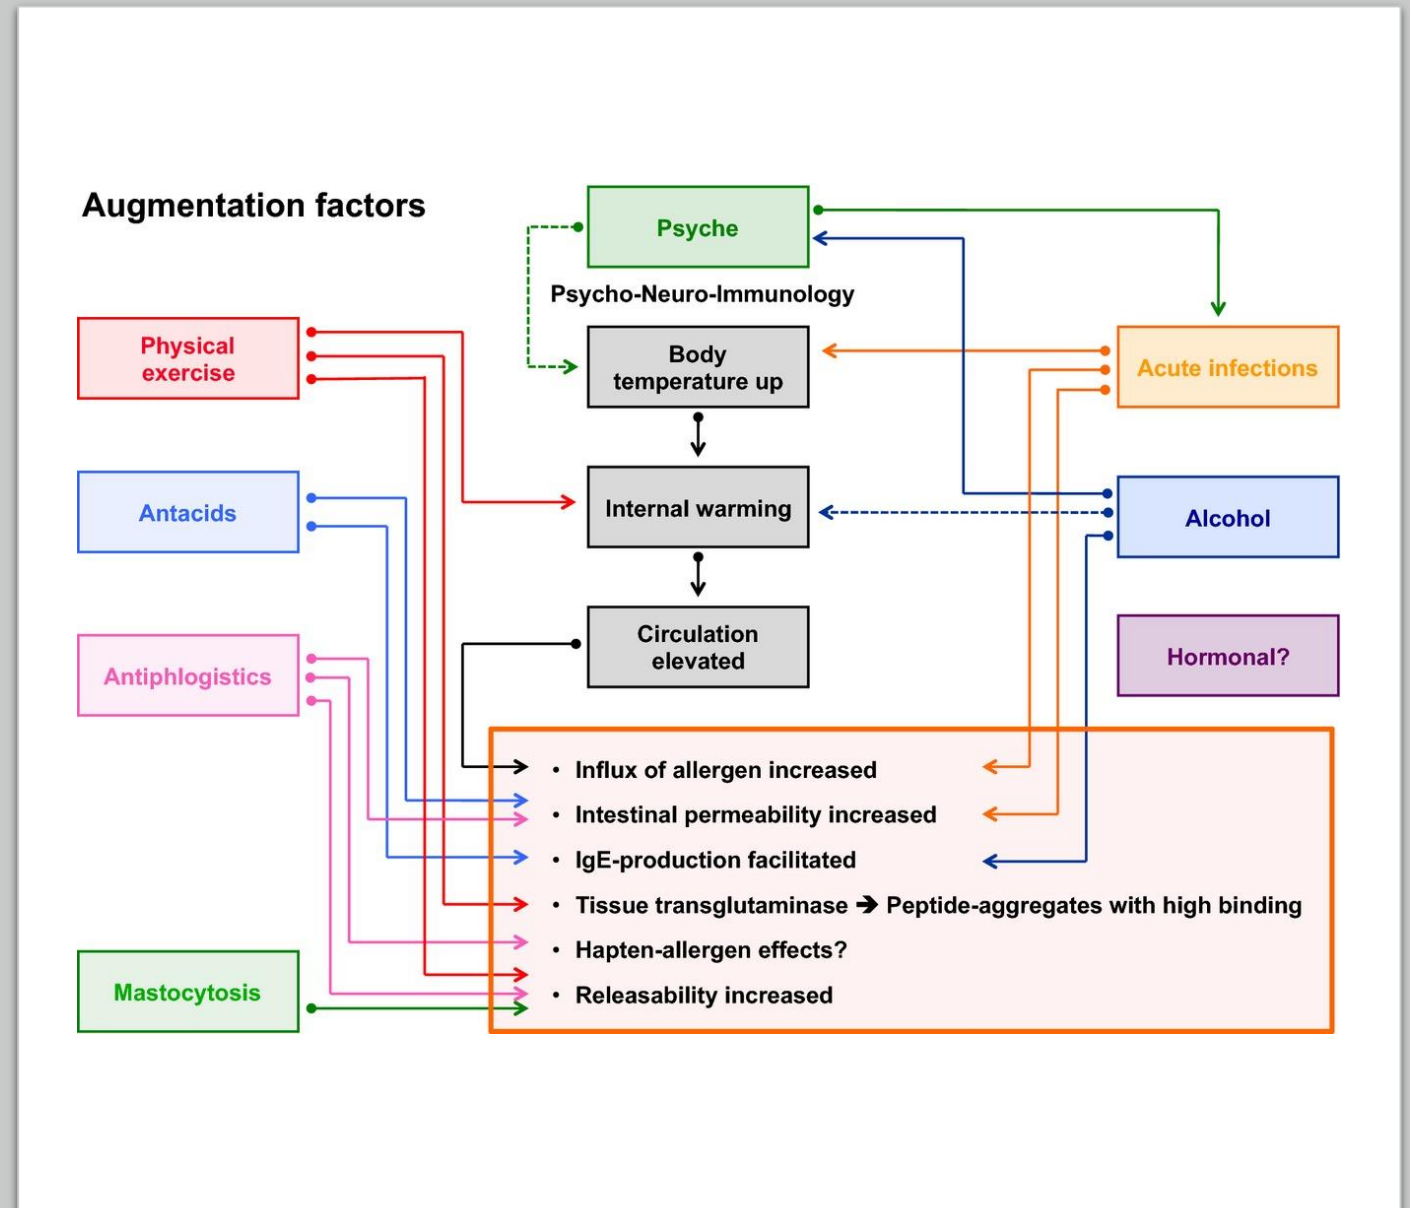 Augmentation factors
Psyche
Psycho-Neuro-Immunology
Physical
exercise
Body
temperature up
Acute infections
Antacids
Internal warming
Alcohol
Antiphlogistics
Circulation
elevated
Hormonal?
• Influx of allergen increased
• Intestinal permeability increased
• IgE-production facilitated
• Tissue transglutaminase ➔ Peptide-aggregates with high binding
• Hapten-allergen effects?
• Releasability increased
Mastocytosis